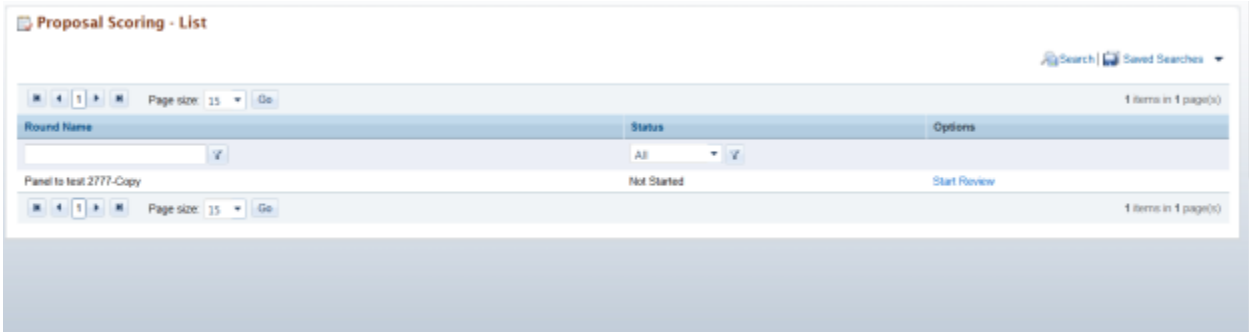 Proposal Scoring - List
Search | Saved Searches
1 Page size: 15 Go 1 items in 1 page(s)
Round Name Status Options
All
Panel to test 2777-Copy Not Started Start Review
1 Page size: 15 Go 1 items in 1 page(s)